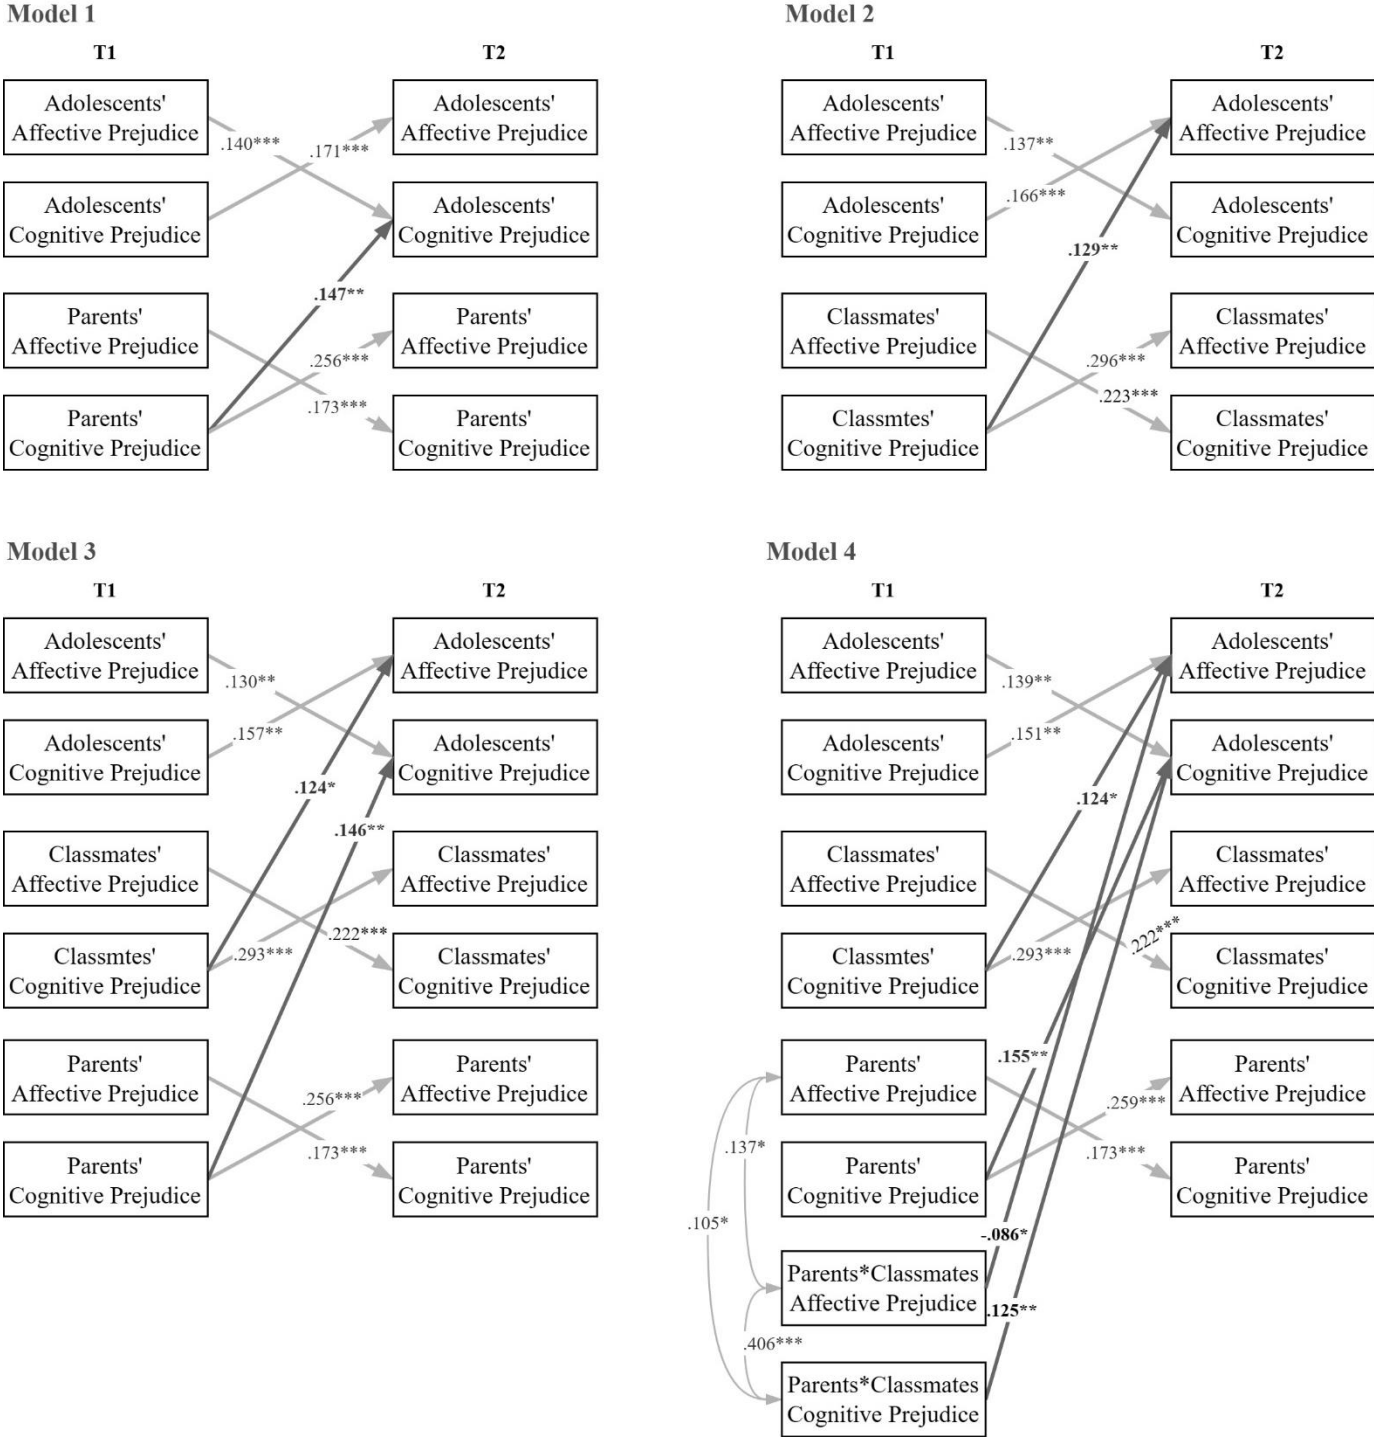 Model 1
T1
T2
Adolescents'
Affective Prejudice
Adolescents'
Affective Prejudice
.140***
.171***
Adolescents'
Cognitive Prejudice
Adolescents'
Cognitive Prejudice
.147**
Parents'
Affective Prejudice
Parents'
Affective Prejudice
.256***
.173***
Parents'
Cognitive Prejudice
Parents'
Cognitive Prejudice
Model 2
T1
T2
Adolescents'
Affective Prejudice
Adolescents'
Affective Prejudice
.137**
.166***
Adolescents'
Cognitive Prejudice
Adolescents'
Cognitive Prejudice
.129**
Classmates'
Affective Prejudice
Classmates'
Affective Prejudice
.296***
.223***
Classmtes'
Cognitive Prejudice
Classmates'
Cognitive Prejudice
Model 3
T1
T2
Adolescents'
Affective Prejudice
Adolescents'
Affective Prejudice
.130**
.157**
Adolescents'
Cognitive Prejudice
Adolescents'
Cognitive Prejudice
.124*
.146**
Classmates'
Affective Prejudice
Classmates'
Affective Prejudice
.222***
.293***
Classmtes'
Cognitive Prejudice
Classmates'
Cognitive Prejudice
Parents'
Affective Prejudice
Parents'
Affective Prejudice
.256***
.173***
Parents'
Cognitive Prejudice
Parents'
Cognitive Prejudice
Model 4
T1
T2
Adolescents'
Affective Prejudice
Adolescents'
Affective Prejudice
.139**
.151**
Adolescents'
Cognitive Prejudice
Adolescents'
Cognitive Prejudice
.124*
Classmates'
Affective Prejudice
Classmates'
Affective Prejudice
.222***
.293***
Classmtes'
Cognitive Prejudice
Classmates'
Cognitive Prejudice
.155**
Parents'
Affective Prejudice
Parents'
Affective Prejudice
.259***
.137*
.173***
Parents'
Cognitive Prejudice
Parents'
Cognitive Prejudice
.105*
-.086*
Parents*Classmates
Affective Prejudice
.125**
.406***
Parents*Classmates
Cognitive Prejudice